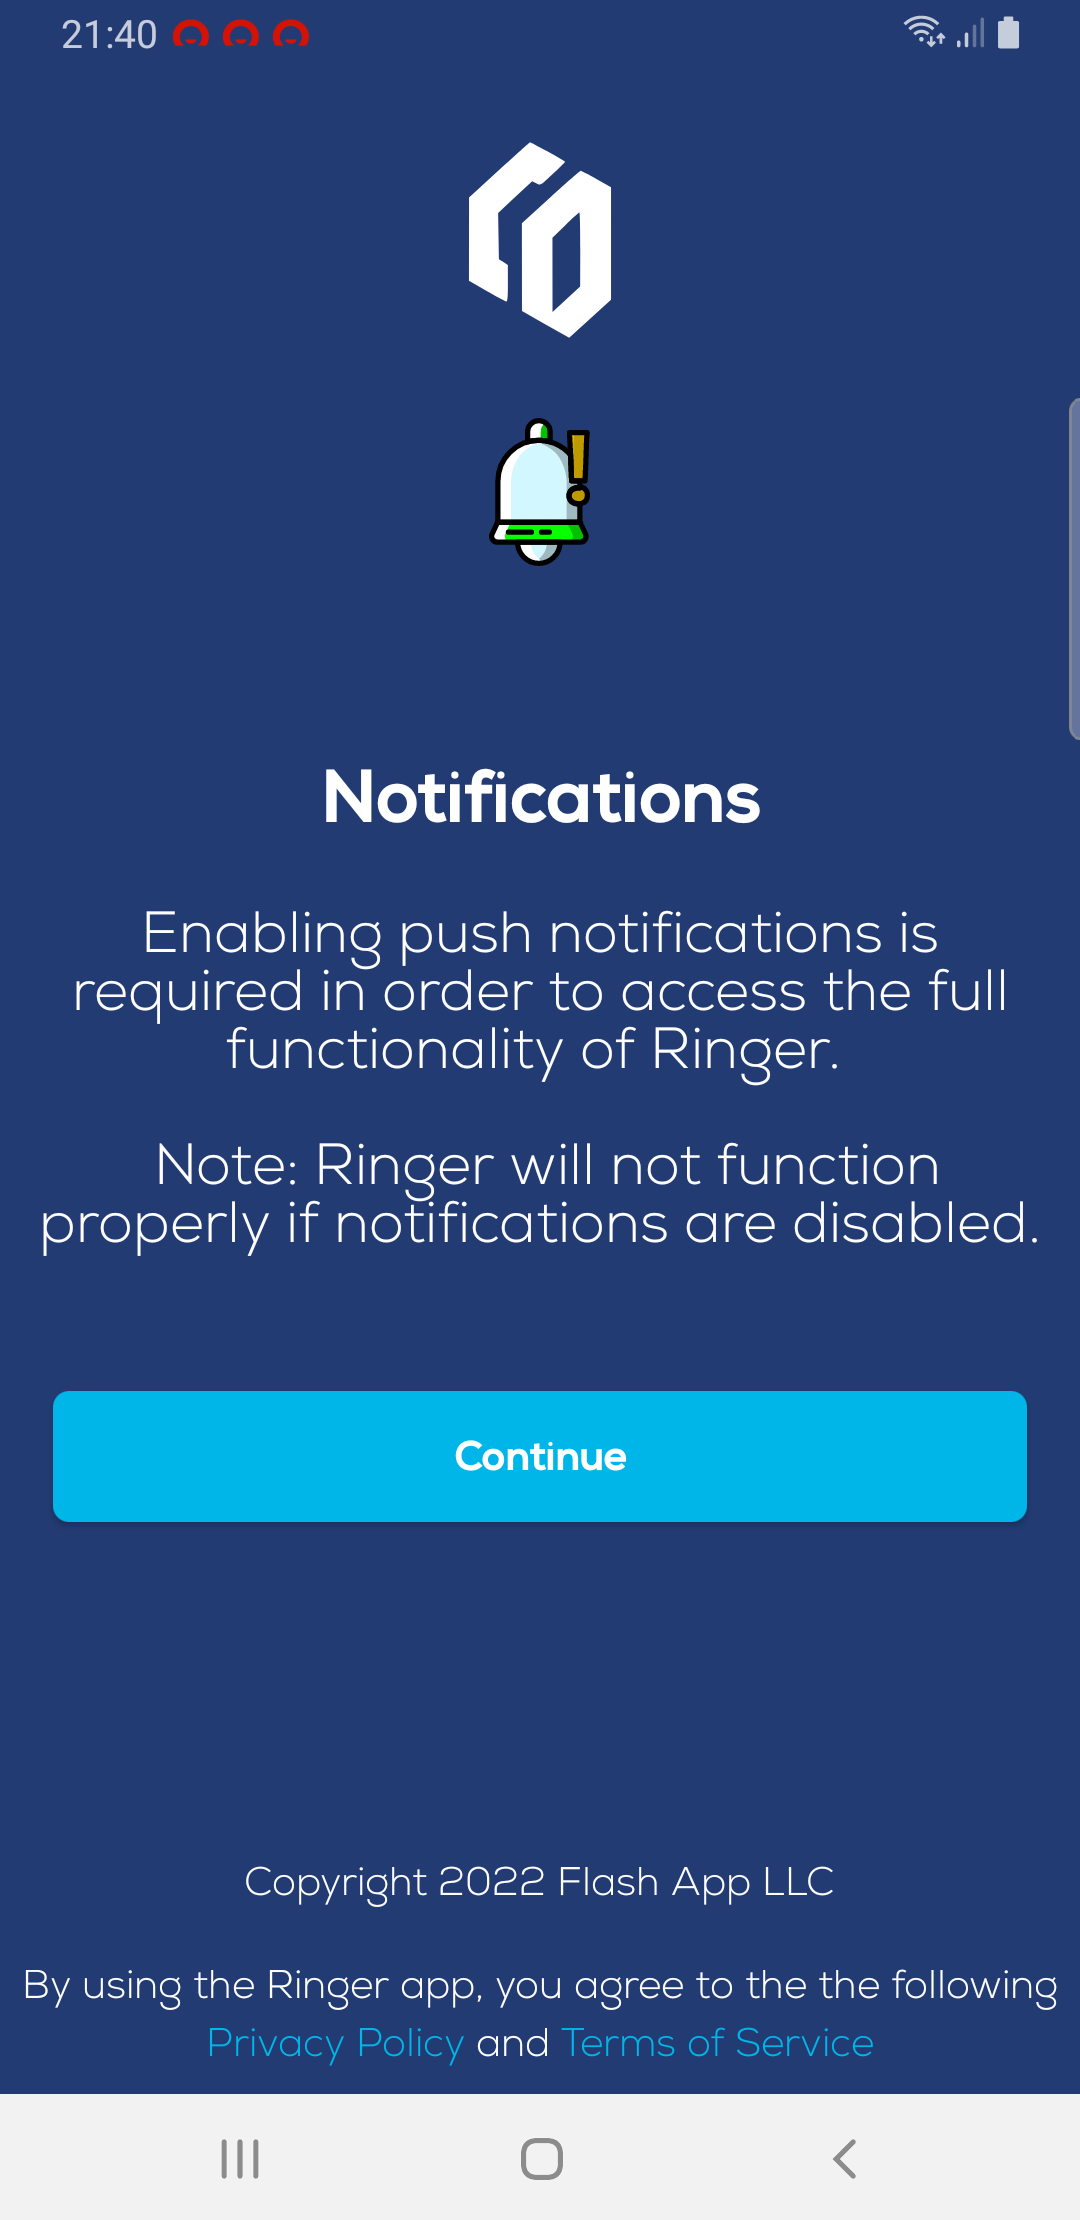 21:40
Notifications
Enabling push notifications is
required in order to access the full
functionality of Ringer.
Note: Ringer will not function
properly if notifications are disabled.
Continue
Copyright 2022 Flash App LLC
By using the Ringer app, you agree to the the following
Privacy Policy and Terms of Service